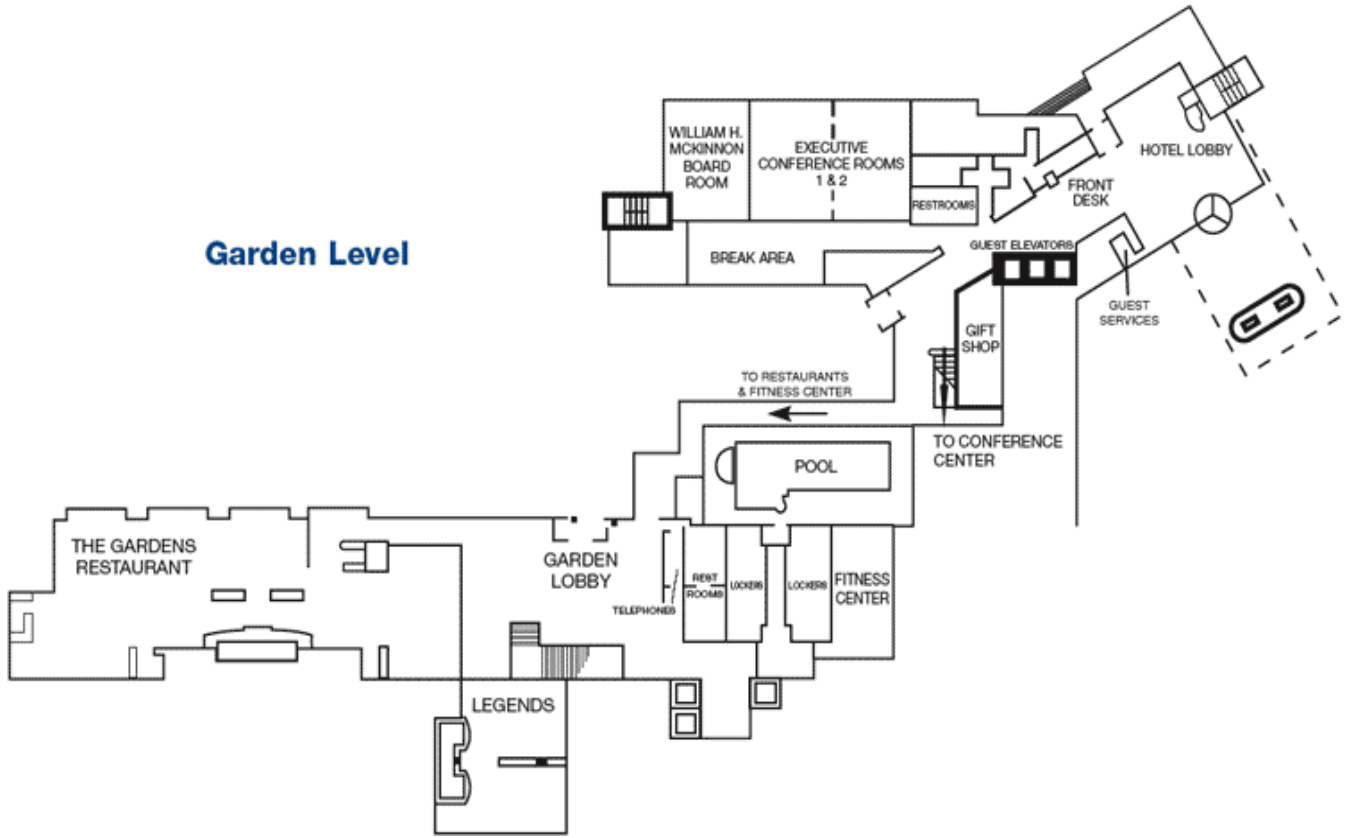 Garden Level
WILLIAM H.
MCKINNON
BOARD
ROOM
EXECUTIVE
CONFERENCE ROOMS
1 & 2
RESTROOMS
HOTEL LOBBY
FRONT
DESK
BREAK AREA
GUEST ELEVATORS
GUEST
SERVICES
GIFT
SHOP
TO RESTAURANTS
& FITNESS CENTER
TO CONFERENCE
CENTER
POOL
THE GARDENS
RESTAURANT
GARDEN
LOBBY
TELEPHONES
REST
ROOMS
LOCKERS
LOCKERS
FITNESS
CENTER
LEGENDS